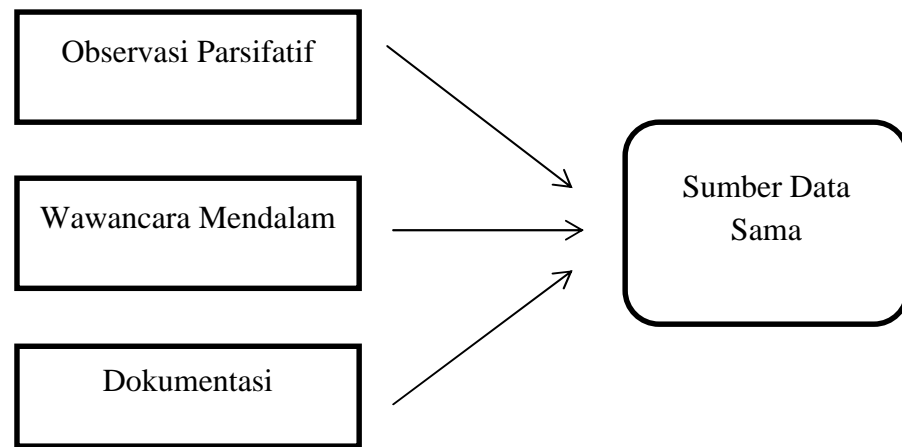 Observasi Parsifatif
Wawancara Mendalam
Dokumentasi
Sumber Data
Sama